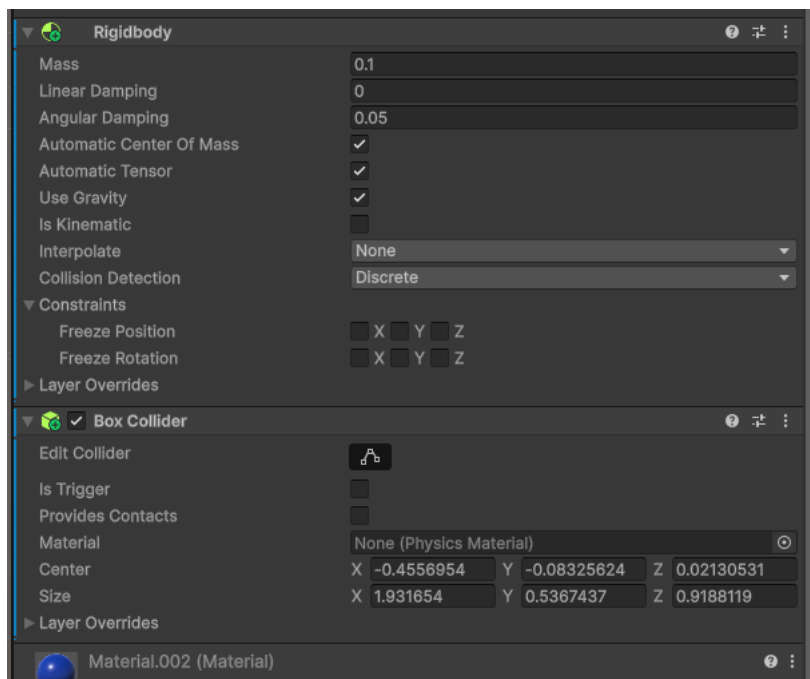 Rigidbody
Mass 0.1
Linear Damping 0
Angular Damping 0.05
Automatic Center Of Mass
Automatic Tensor
Use Gravity
Is Kinematic
Interpolate None
Collision Detection Discrete
Constraints
Freeze Position X Y Z
Freeze Rotation X Y Z
Layer Overrides
Box Collider
Edit Collider
Is Trigger
Provides Contacts
Material None (Physics Material)
Center X -0.4556954 Y -0.08325624 Z 0.02130531
Size X 1.931654 Y 0.5367437 Z 0.9188119
Layer Overrides
Material.002 (Material)